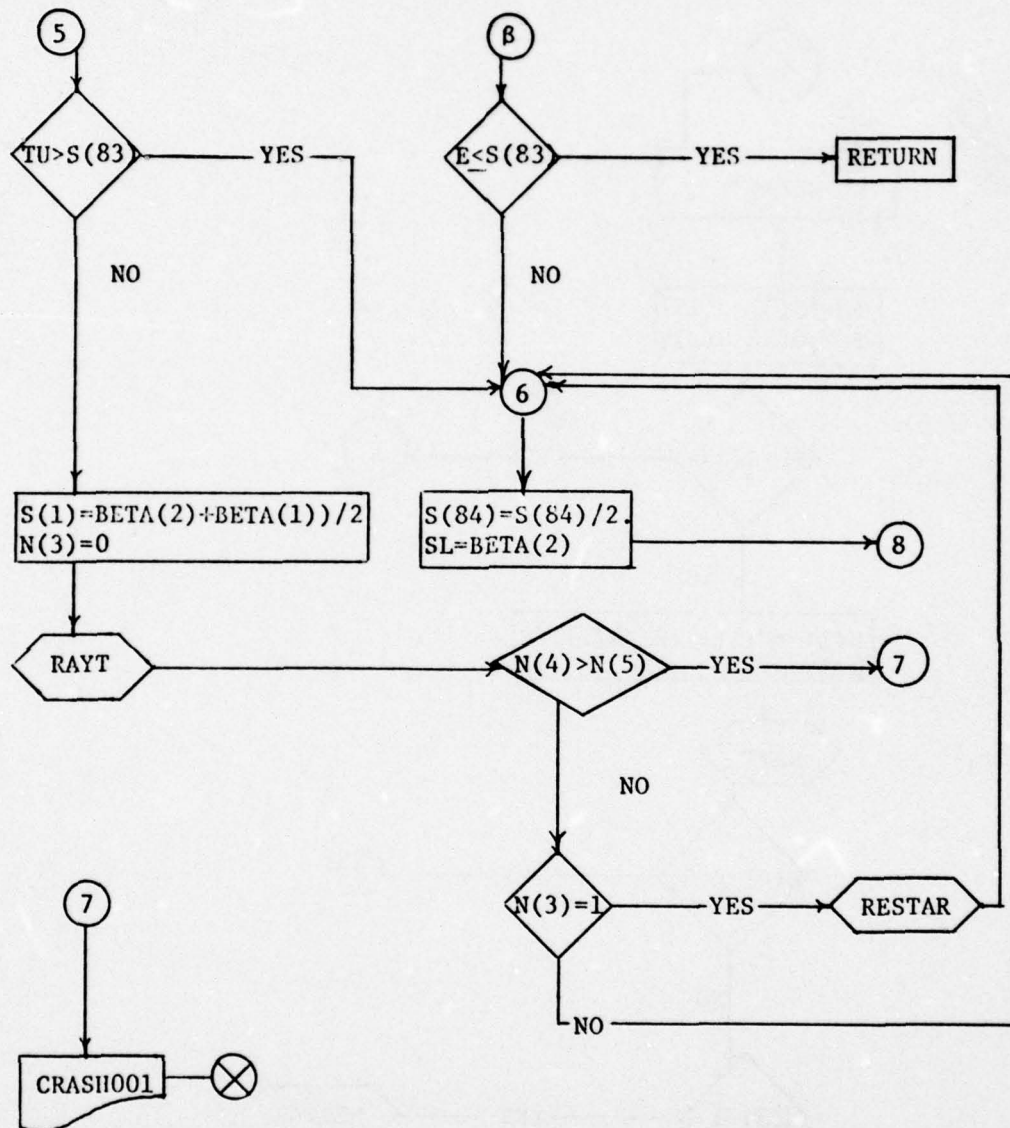 5
β
TU>S(83)
YES
E≤S(83)
YES
RETURN
NO
NO
6
S(1)=BETA(2)+BETA(1))/2
N(3)=0
S(84)=S(84)/2.
SL=BETA(2)
8
RAYT
N(4)>N(5)
YES
7
NO
7
N(3)=1
YES
RESTAR
NO
CRASH001